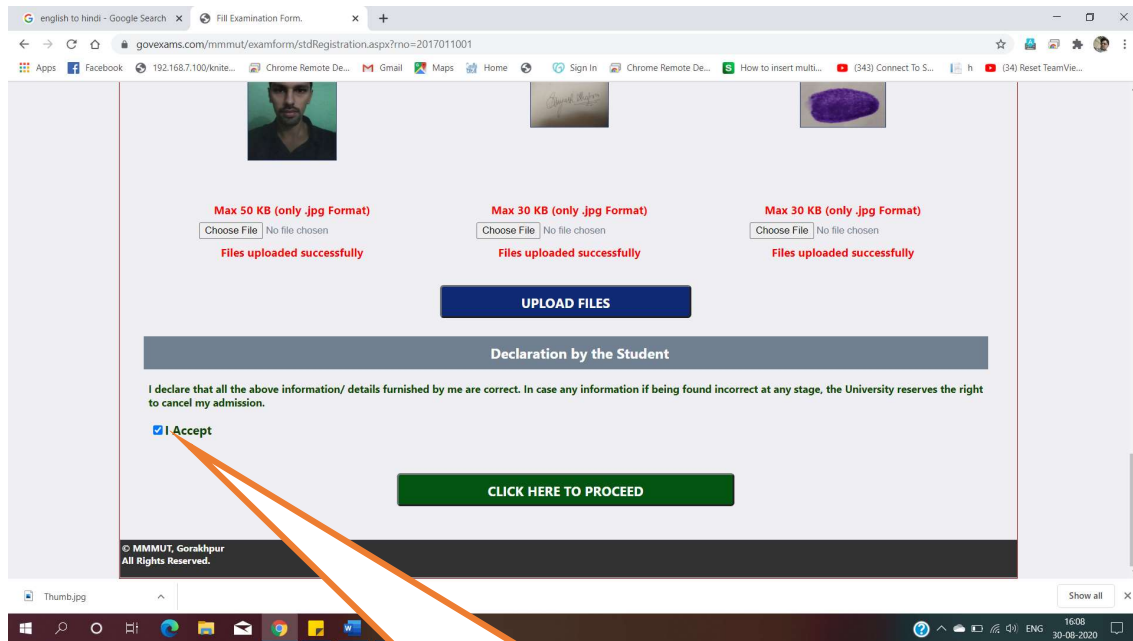 english to hindi - Google Search
Fill Examination Form.
govexams.com/mmmut/examform/stdRegistration.aspx?rno=2017011001
Apps Facebook 192.168.7.100/knite... Chrome Remote De... Gmail Maps Home Sign In Chrome Remote De... How to insert multi... (343) Connect To S... h (34) Reset TeamVie...
Max 50 KB (only .jpg Format) Max 30 KB (only .jpg Format) Max 30 KB (only .jpg Format)
Choose File No file chosen Choose File No file chosen Choose File No file chosen
Files uploaded successfully Files uploaded successfully Files uploaded successfully
UPLOAD FILES
Declaration by the Student
I declare that all the above information/ details furnished by me are correct. In case any information if being found incorrect at any stage, the University reserves the right
to cancel my admission.
I Accept
CLICK HERE TO PROCEED
© MMMUT, Gorakhpur
All Rights Reserved.
Thumb.jpg Show all
ENG 16:08
30-08-2020